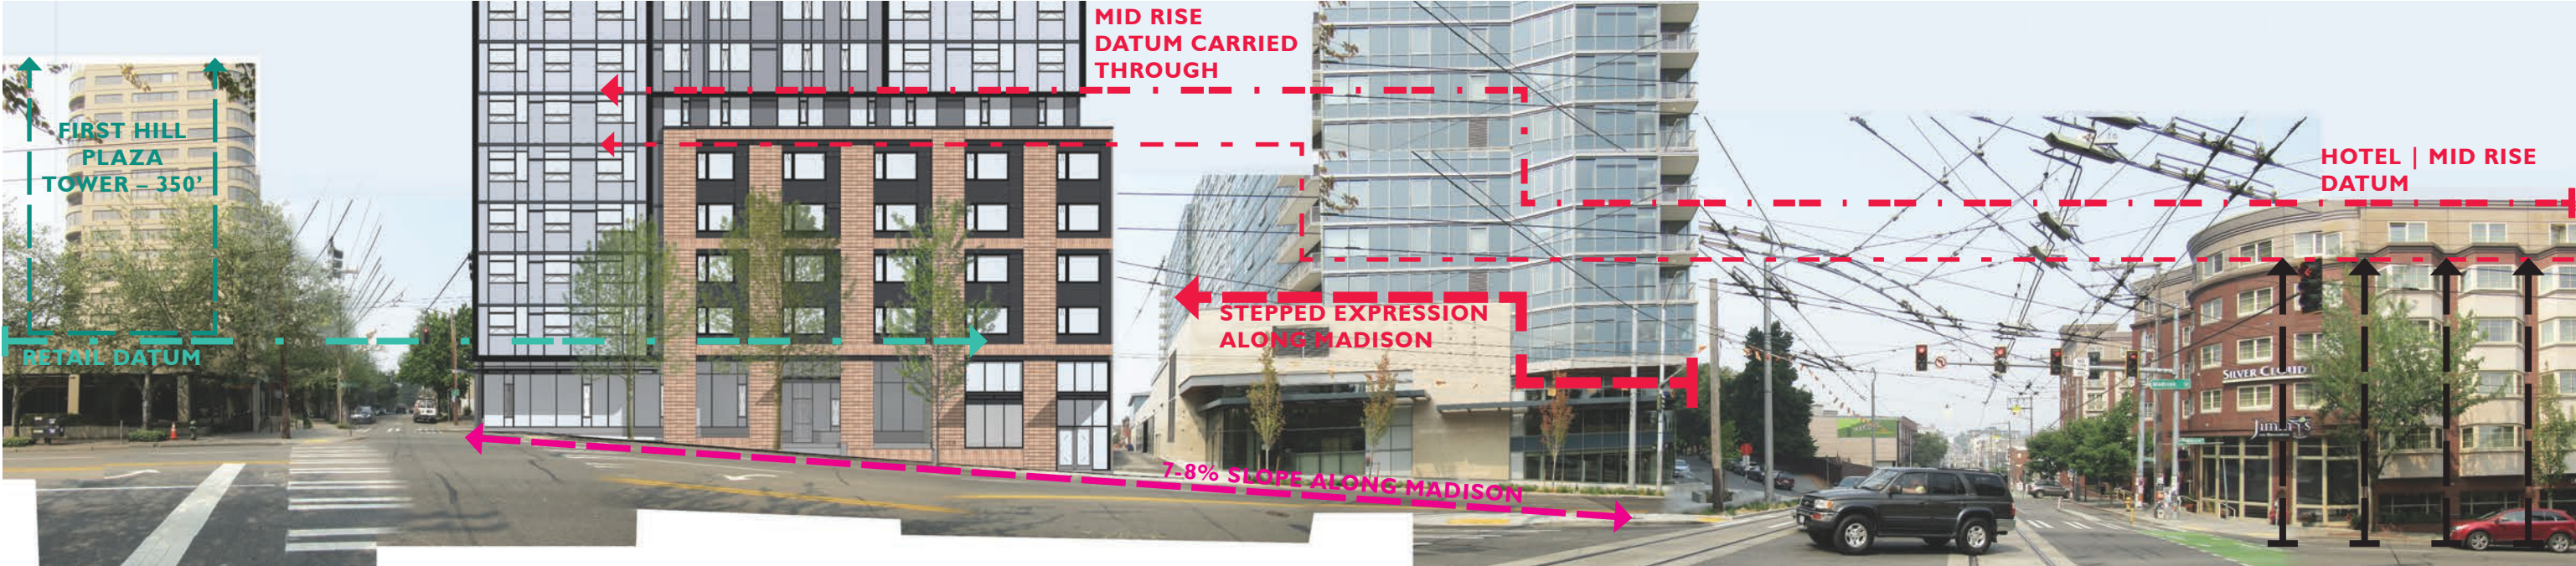 MID RISE
DATUM CARRIED
THROUGH
FIRST HILL
PLAZA
TOWER – 350’
HOTEL | MID RISE
DATUM
STEPPED EXPRESSION
ALONG MADISON
RETAIL DATUM
SILVER CLOUD
Jimmy's
7-8% SLOPE ALONG MADISON